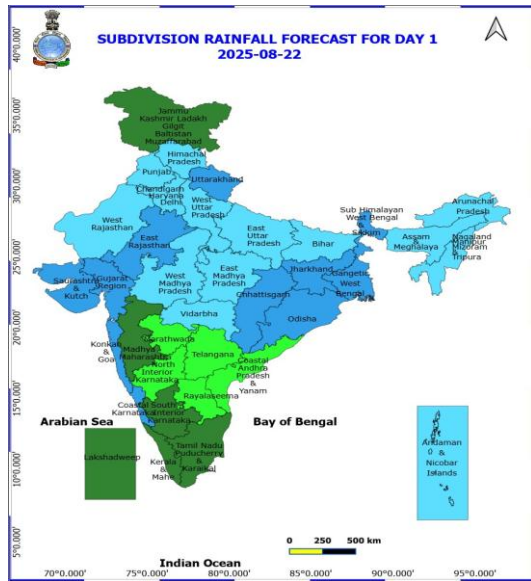 SUBDIVISION RAINFALL FORECAST FOR DAY 1
2025-08-22
Jammu
Kashmir Ladakh
Gilgit
Baltistan
Muzaffarabad
Himachal
Pradesh
Punjab
Uttarakhand
Chandigarh
Haryana
Delhi
West
Uttar
Pradesh
Arunachal
Pradesh
West
Rajasthan
East
Rajasthan
East
Uttar
Pradesh
Sub Himalayan
West Bengal
&
Sikkim
Bihar
Assam
&
Meghalaya
Nagaland
Manipur
Mizoram
Tripura
Saurashtra
&
Kutch
Gujarat
Region
West
Madhya
Pradesh
East
Madhya
Pradesh
Jharkhand
Gangetic
West
Bengal
Chhattisgarh
Vidarbha
Odisha
Konkan
&
Goa
Madhya
Maharashtra
Marathwada
North
Interior
Karnataka
Telangana
Coastal
Andhra
Pradesh
&
Yanam
Rayalaseema
Coastal
Karnataka
South
Interior
Karnataka
Arabian Sea
Bay of Bengal
Lakshadweep
Kerala
&
Mahe
Tamil Nadu
Puducherry
&
Karaikal
Andaman
&
Nicobar
Islands
0 250 500 km
Indian Ocean
40°0.000'
35°0.000'
30°0.000'
25°0.000'
20°0.000'
15°0.000'
10°0.000'
5°0.000'
70°0.000' 75°0.000' 80°0.000' 85°0.000' 90°0.000' 95°0.000'